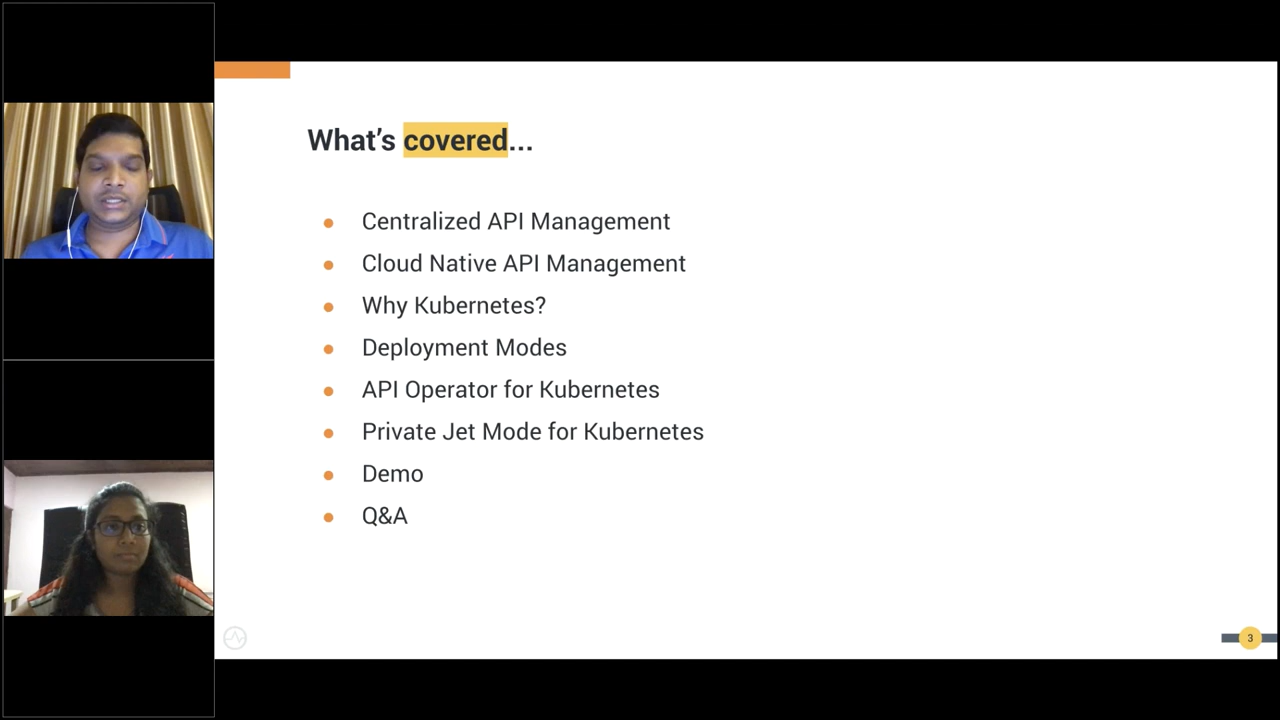 What's covered...
Centralized API Management
Cloud Native API Management
Why Kubernetes?
Deployment Modes
API Operator for Kubernetes
Private Jet Mode for Kubernetes
Demo
Q&A
3